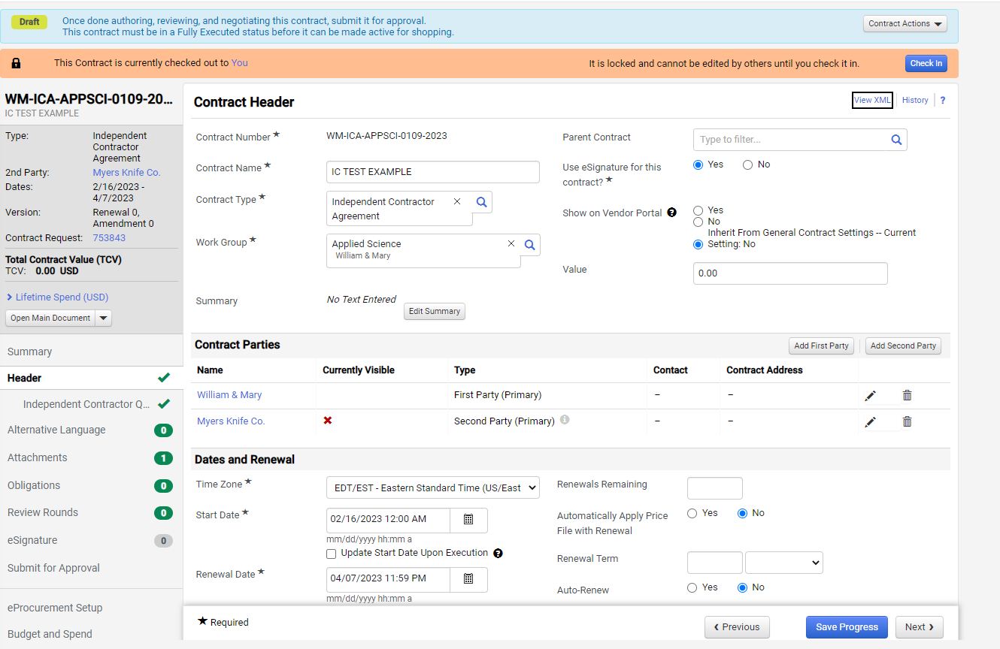 Draft
Once done authoring, reviewing, and negotiating this contract, submit it for approval.
This contract must be in a Fully Executed status before it can be made active for shopping.
Contract Actions
This Contract is currently checked out to You
It is locked and cannot be edited by others until you check it in.
Check In
WM-ICA-APPSCI-0109-20...
IC TEST EXAMPLE
Type: Independent
Contractor
Agreement
2nd Party: Myers Knife Co.
Dates: 2/16/2023 -
4/7/2023
Version: Renewal 0,
Amendment 0
Contract Request: 753843
Total Contract Value (TCV)
TCV: 0.00 USD
Lifetime Spend (USD)
Open Main Document
Summary
Header
Independent Contractor Q...
Alternative Language 0
Attachments 1
Obligations 0
Review Rounds 0
eSignature 0
Submit for Approval
eProcurement Setup
Budget and Spend
Contract Header
View XML History ?
Contract Number ★ WM-ICA-APPSCI-0109-2023
Contract Name ★ IC TEST EXAMPLE
Contract Type ★ Independent Contractor
Agreement
Work Group ★ Applied Science
William & Mary
Summary No Text Entered
Edit Summary
Parent Contract Type to filter...
Use eSignature for this
contract? ★
Yes No
Show on Vendor Portal ?
Yes
No
Inherit From General Contract Settings -- Current
Setting: No
Value 0.00
Contract Parties
Add First Party Add Second Party
Name Currently Visible Type Contact Contract Address
William & Mary First Party (Primary) – –
Myers Knife Co. Second Party (Primary) i – –
Dates and Renewal
Time Zone ★ EDT/EST - Eastern Standard Time (US/East
Start Date ★ 02/16/2023 12:00 AM
mm/dd/yyyy hh:mm a
Update Start Date Upon Execution ?
Renewal Date ★ 04/07/2023 11:59 PM
mm/dd/yyyy hh:mm a
Renewals Remaining
Automatically Apply Price
File with Renewal
Yes No
Renewal Term
Auto-Renew Yes No
★ Required
‹ Previous Save Progress Next ›